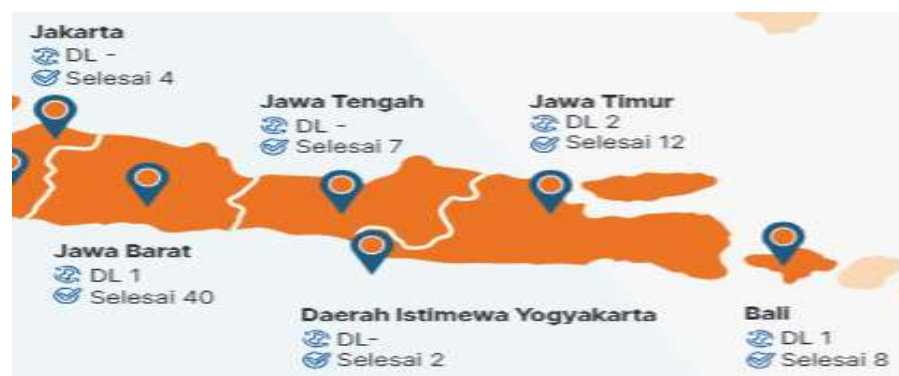 Jakarta
DL -
Selesai 4
Jawa Tengah
DL -
Selesai 7
Jawa Timur
DL 2
Selesai 12
Jawa Barat
DL 1
Selesai 40
Daerah Istimewa Yogyakarta
DL-
Selesai 2
Bali
DL 1
Selesai 8